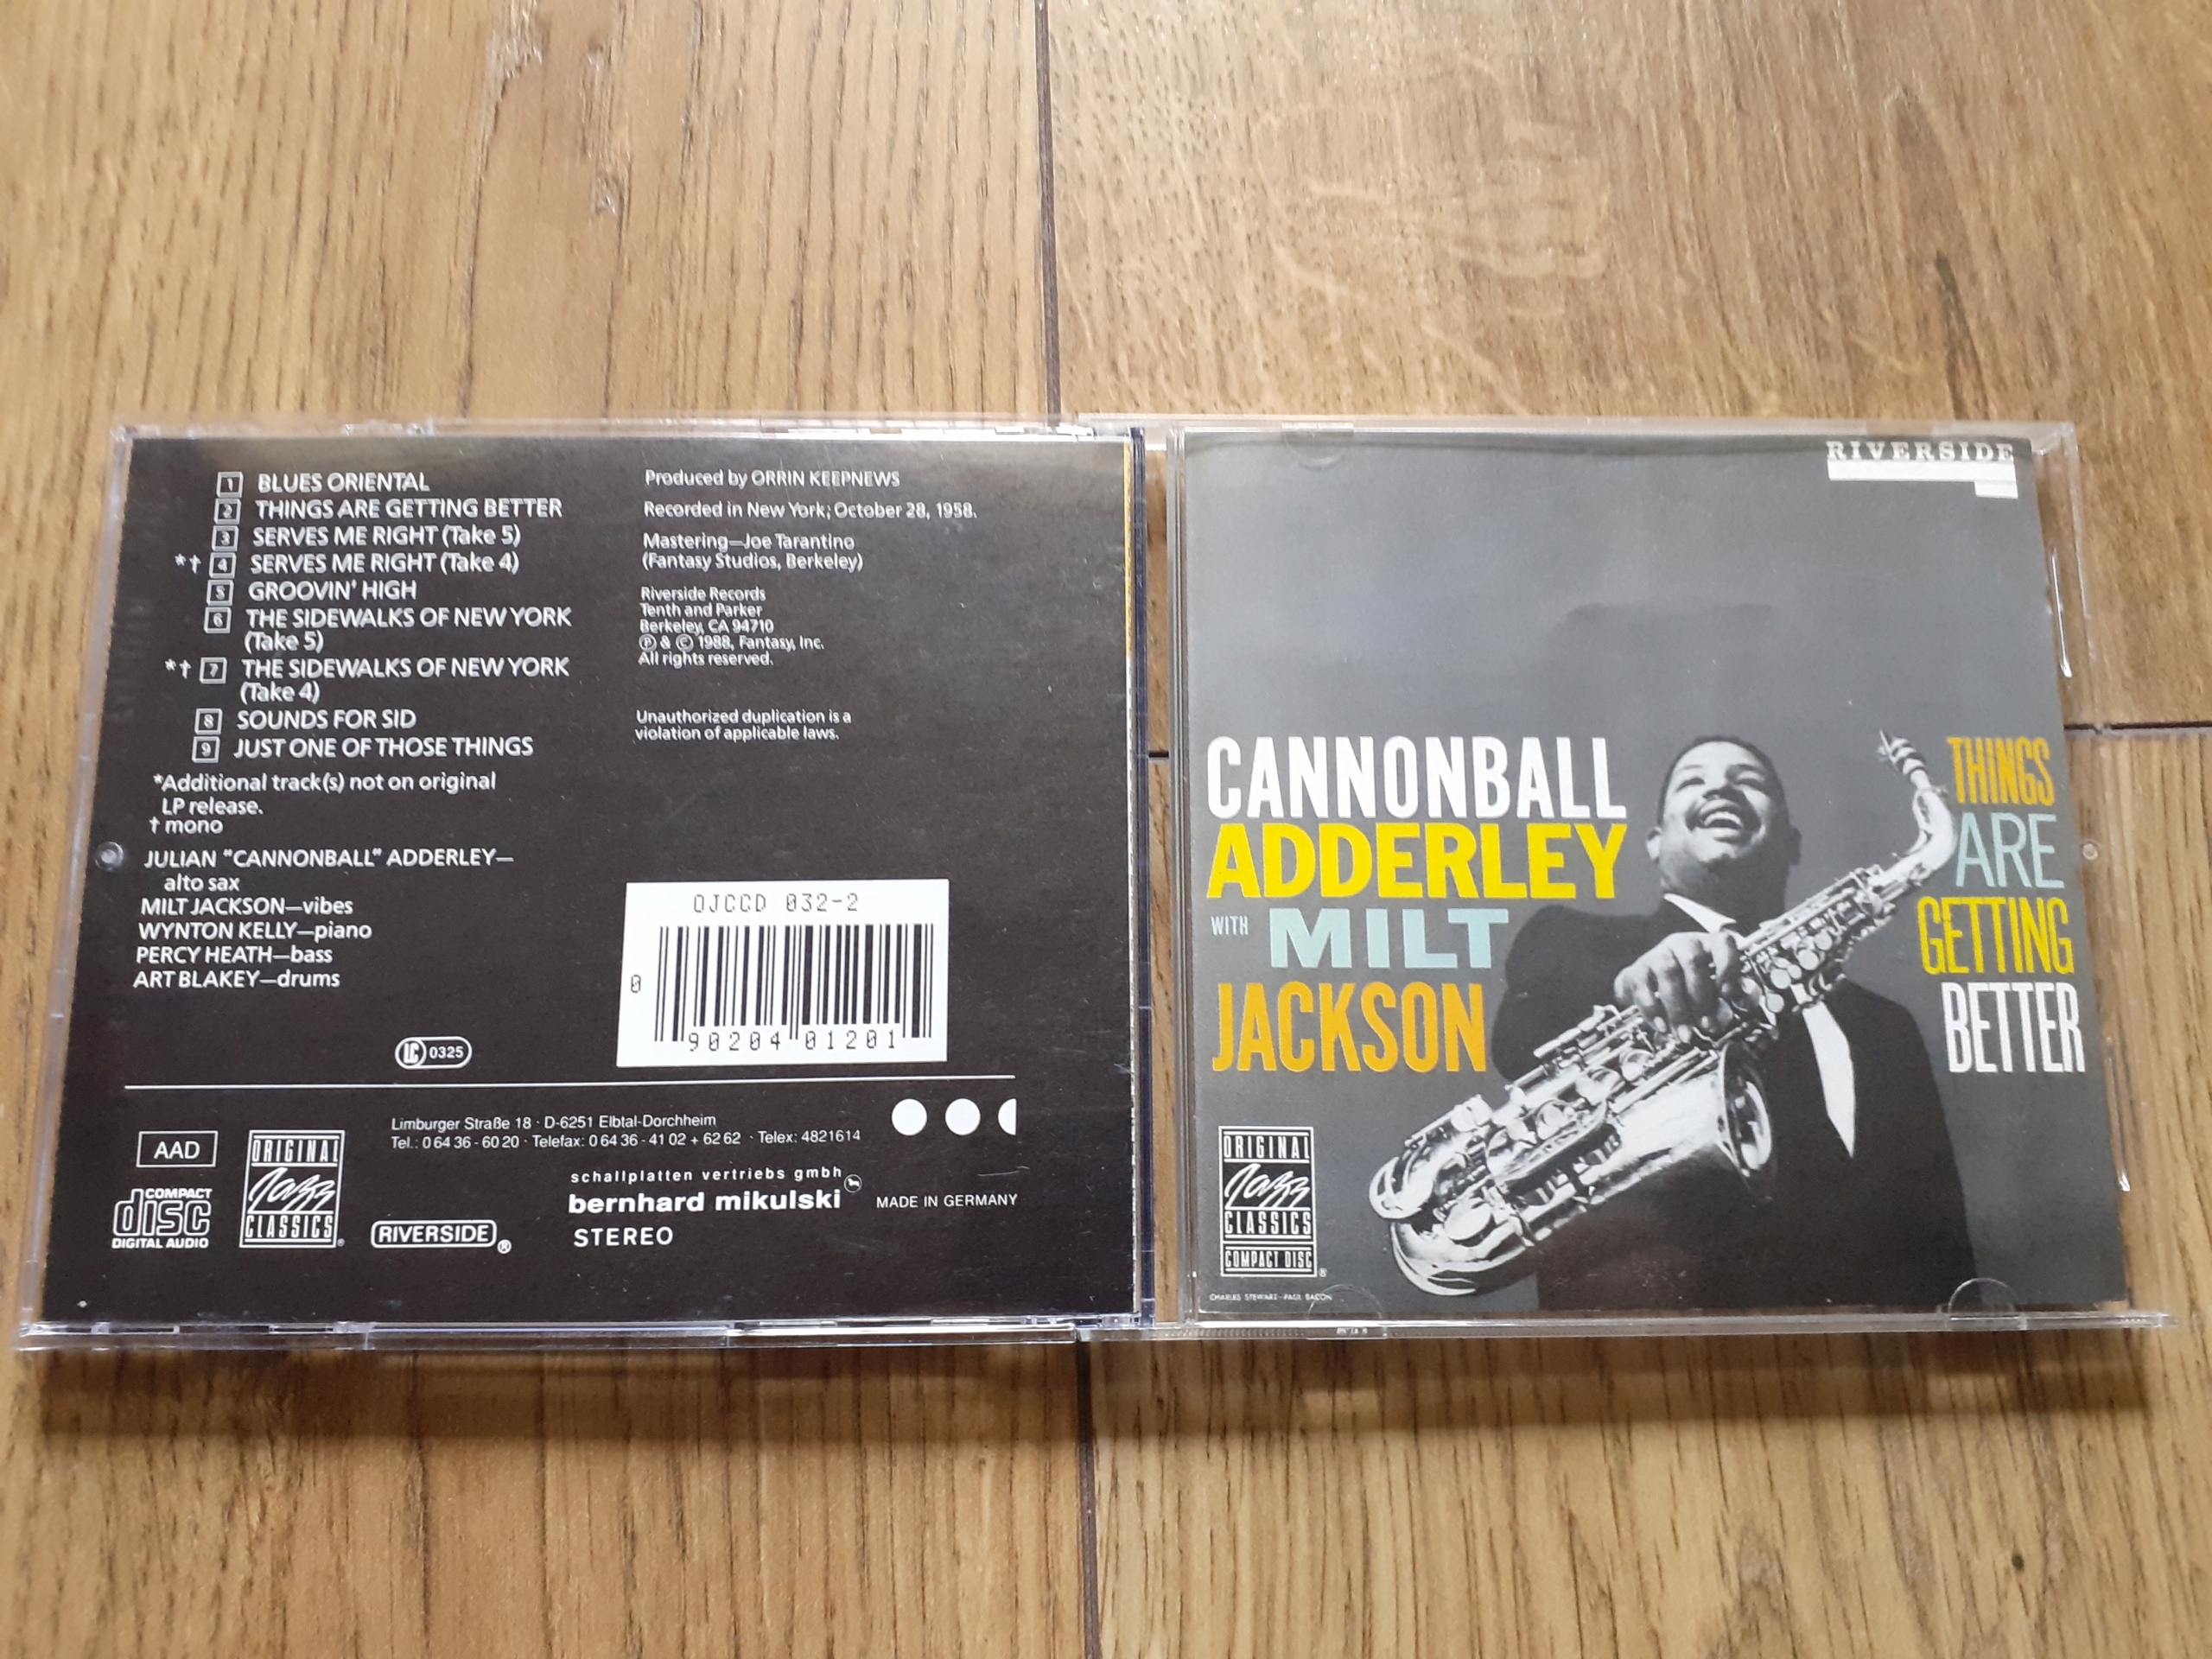 1 BLUES ORIENTAL
2 THINGS ARE GETTING BETTER
3 SERVES ME RIGHT (Take 5)
*† 4 SERVES ME RIGHT (Take 4)
5 GROOVIN' HIGH
6 THE SIDEWALKS OF NEW YORK
(Take 5)
*† 7 THE SIDEWALKS OF NEW YORK
(Take 4)
8 SOUNDS FOR SID
9 JUST ONE OF THOSE THINGS
*Additional track(s) not on original
LP release.
† mono
JULIAN "CANNONBALL" ADDERLEY—
alto sax
MILT JACKSON—vibes
WYNTON KELLY—piano
PERCY HEATH—bass
ART BLAKEY—drums
LC 0325
Produced by ORRIN KEEPNEWS
Recorded in New York; October 28, 1958.
Mastering—Joe Tarantino
(Fantasy Studios, Berkeley)
Riverside Records
Tenth and Parker
Berkeley, CA 94710
Ⓟ & © 1988, Fantasy, Inc.
All rights reserved.
Unauthorized duplication is a
violation of applicable laws.
OJCCD 032-2
0 90204 01201
AAD
COMPACT
disc
DIGITAL AUDIO
ORIGINAL
Jazz
CLASSICS®
RIVERSIDE®
Limburger Straße 18 · D-6251 Elbtal-Dorchheim
Tel.: 0 64 36 - 60 20 · Telefax: 0 64 36 - 41 02 + 62 62 · Telex: 4821614
schallplatten vertriebs gmbh
bernhard mikulski
STEREO
MADE IN GERMANY
RIVERSIDE
CANNONBALL
ADDERLEY
WITH MILT
JACKSON
THINGS
ARE
GETTING
BETTER
ORIGINAL
Jazz
CLASSICS
COMPACT DISC®
CHARLES STEWART—PAUL BACON